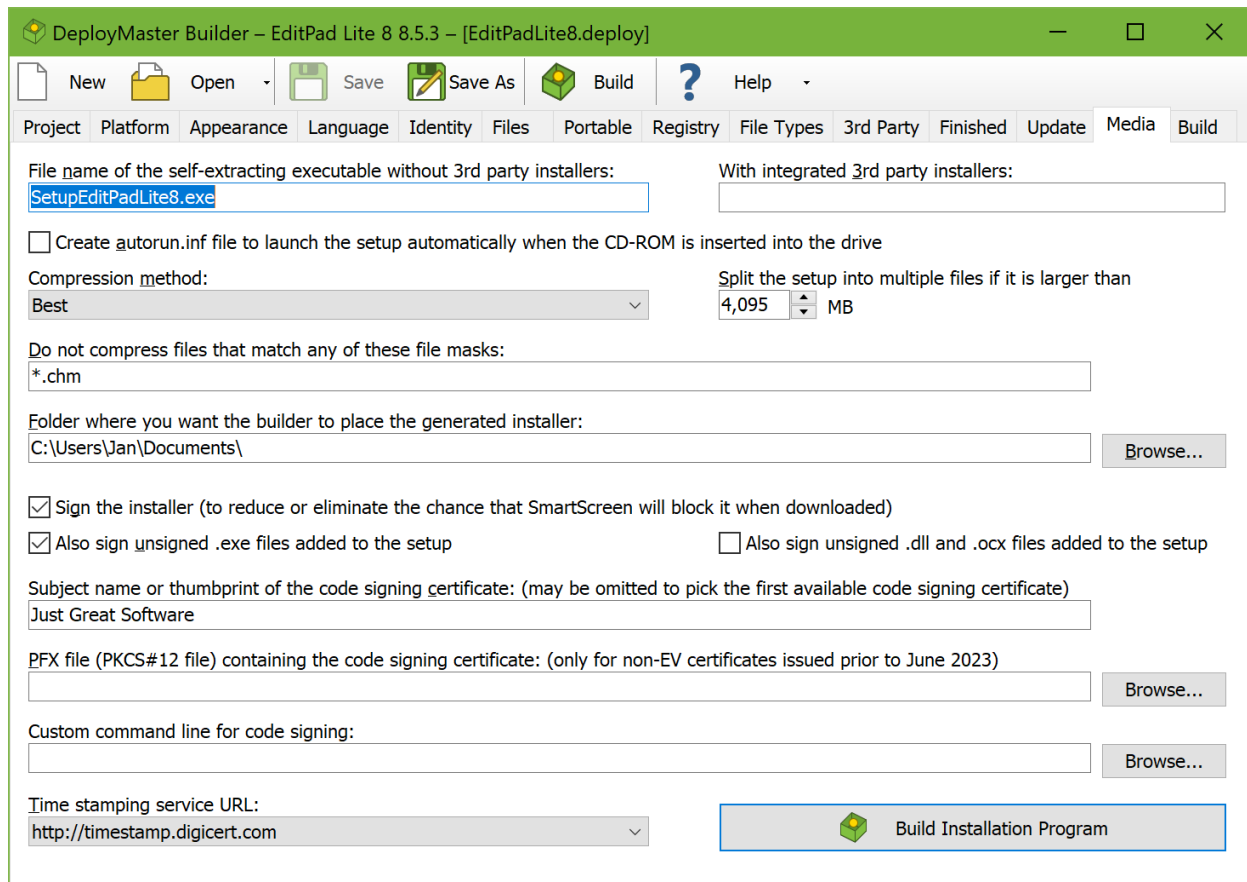 DeployMaster Builder – EditPad Lite 8 8.5.3 – [EditPadLite8.deploy]
New Open Save Save As Build Help
Project Platform Appearance Language Identity Files Portable Registry File Types 3rd Party Finished Update Media Build
File name of the self-extracting executable without 3rd party installers: With integrated 3rd party installers:
SetupEditPadLite8.exe
Create autorun.inf file to launch the setup automatically when the CD-ROM is inserted into the drive
Compression method: Split the setup into multiple files if it is larger than
Best 4,095 MB
Do not compress files that match any of these file masks:
*.chm
Folder where you want the builder to place the generated installer:
C:\Users\Jan\Documents\ Browse...
Sign the installer (to reduce or eliminate the chance that SmartScreen will block it when downloaded)
Also sign unsigned .exe files added to the setup Also sign unsigned .dll and .ocx files added to the setup
Subject name or thumbprint of the code signing certificate: (may be omitted to pick the first available code signing certificate)
Just Great Software
PFX file (PKCS#12 file) containing the code signing certificate: (only for non-EV certificates issued prior to June 2023)
Browse...
Custom command line for code signing:
Browse...
Time stamping service URL:
http://timestamp.digicert.com Build Installation Program